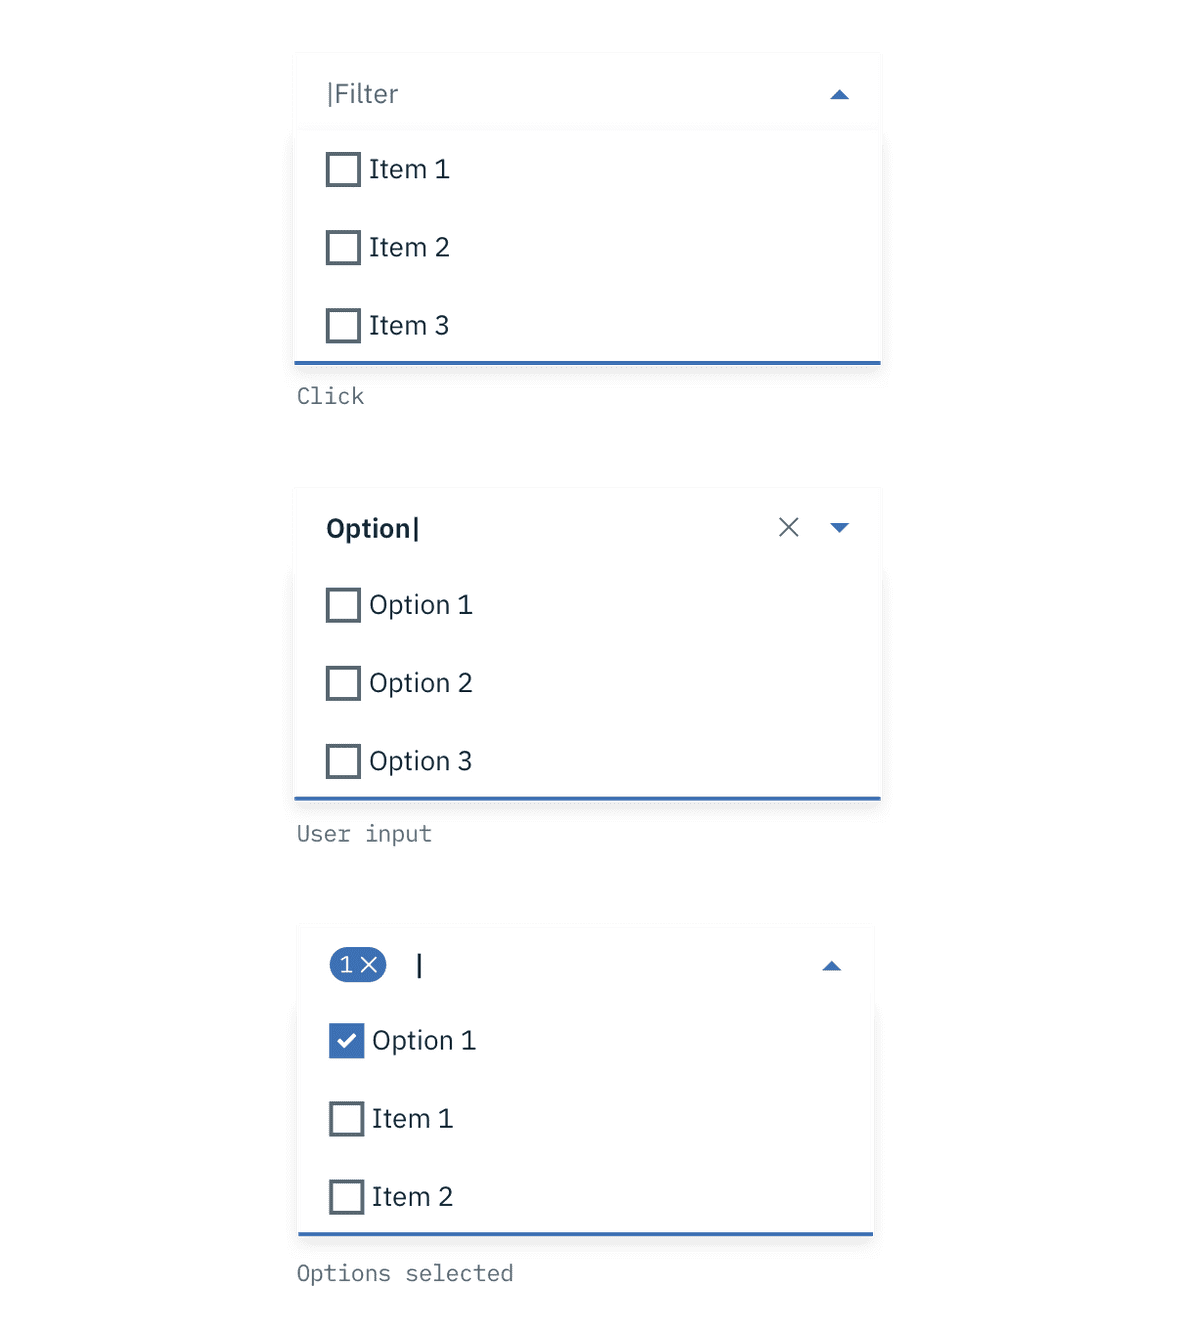 Filter
Item 1
Item 2
Item 3
Click
Option
Option 1
Option 2
Option 3
User input
1
Option 1
Item 1
Item 2
Options selected